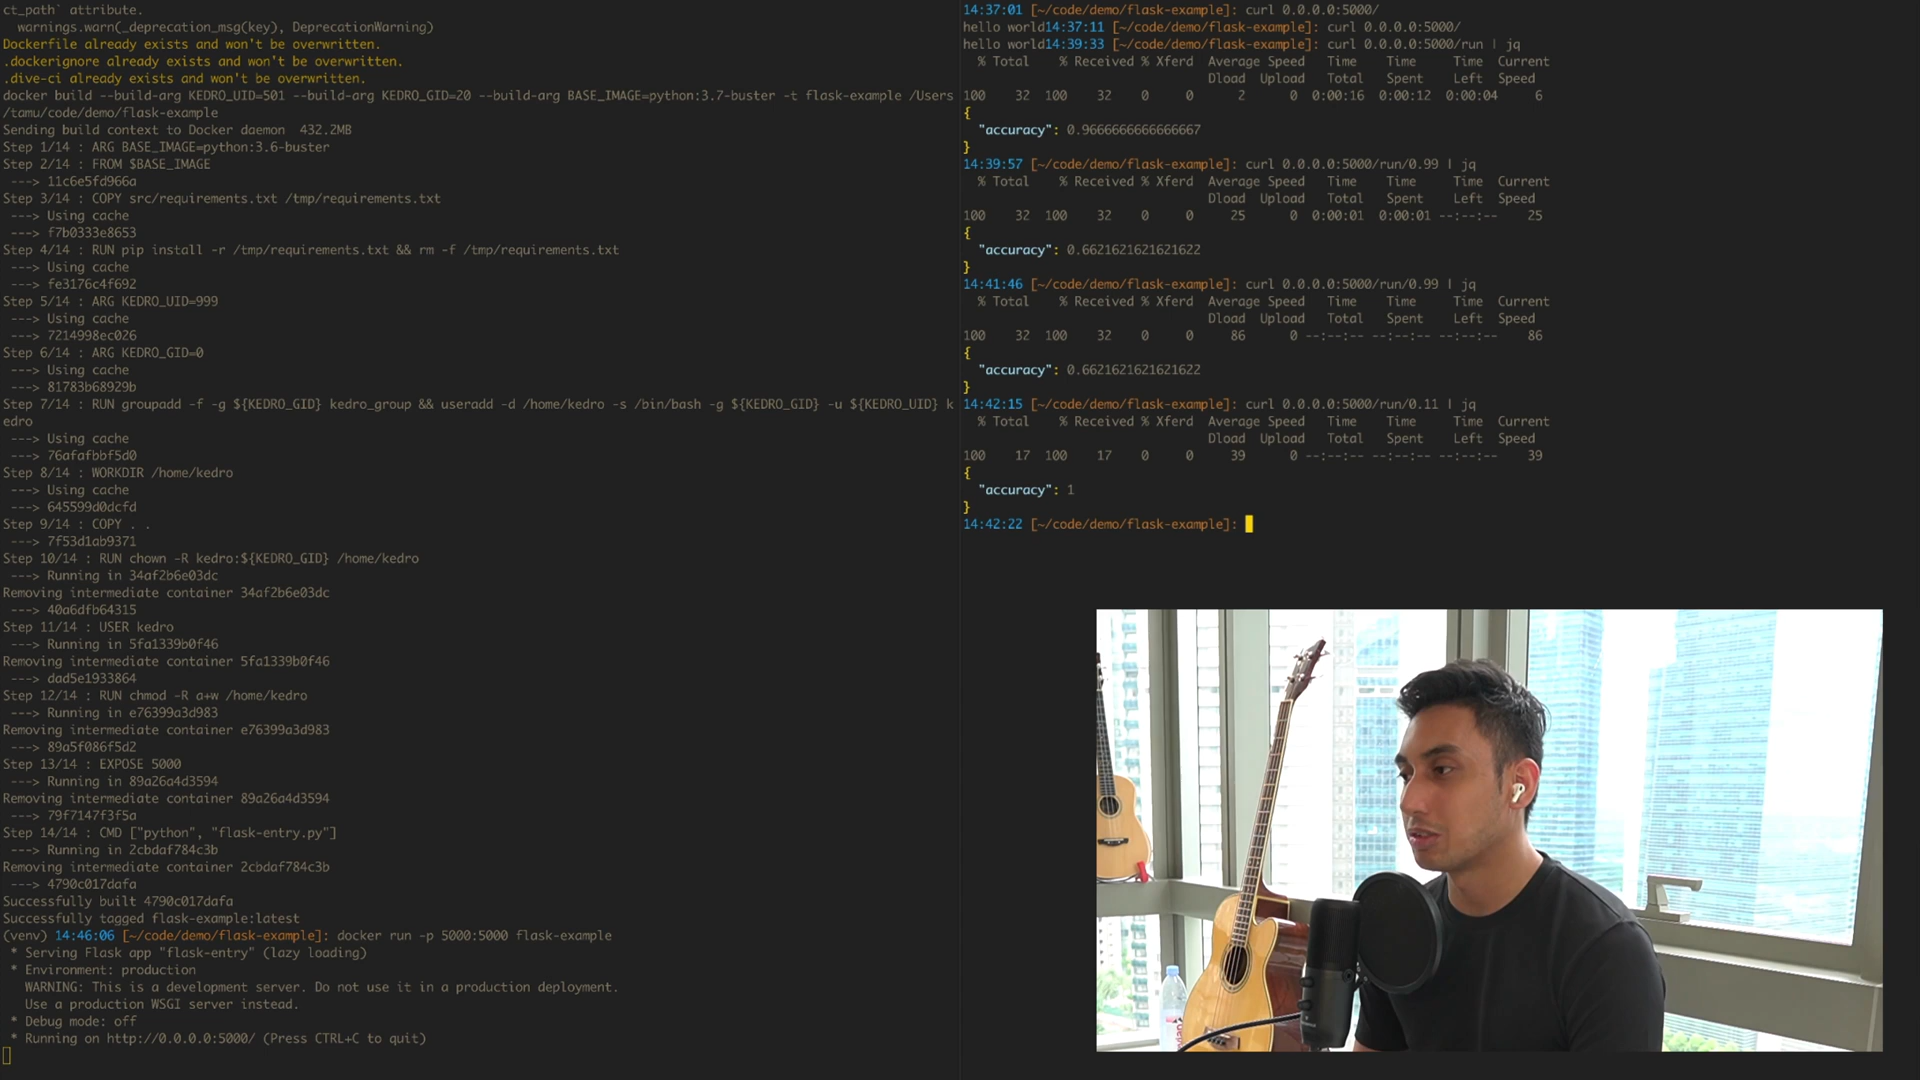 ct_path` attribute.
  warnings.warn(_deprecation_msg(key), DeprecationWarning)
Dockerfile already exists and won't be overwritten.
.dockerignore already exists and won't be overwritten.
.dive-ci already exists and won't be overwritten.
docker build --build-arg KEDRO_UID=501 --build-arg KEDRO_GID=20 --build-arg BASE_IMAGE=python:3.7-buster -t flask-example /Users
/tamu/code/demo/flask-example
Sending build context to Docker daemon  432.2MB
Step 1/14 : ARG BASE_IMAGE=python:3.6-buster
Step 2/14 : FROM $BASE_IMAGE
 ---> 11c6e5fd966a
Step 3/14 : COPY src/requirements.txt /tmp/requirements.txt
 ---> Using cache
 ---> f7b0333e8653
Step 4/14 : RUN pip install -r /tmp/requirements.txt && rm -f /tmp/requirements.txt
 ---> Using cache
 ---> fe3176c4f692
Step 5/14 : ARG KEDRO_UID=999
 ---> Using cache
 ---> 7214998ec026
Step 6/14 : ARG KEDRO_GID=0
 ---> Using cache
 ---> 81783b68929b
Step 7/14 : RUN groupadd -f -g ${KEDRO_GID} kedro_group && useradd -d /home/kedro -s /bin/bash -g ${KEDRO_GID} -u ${KEDRO_UID} k
edro
 ---> Using cache
 ---> 76afafbbf5d0
Step 8/14 : WORKDIR /home/kedro
 ---> Using cache
 ---> 645599d0dcfd
Step 9/14 : COPY . .
 ---> 7f53d1ab9371
Step 10/14 : RUN chown -R kedro:${KEDRO_GID} /home/kedro
 ---> Running in 34af2b6e03dc
Removing intermediate container 34af2b6e03dc
 ---> 40a6dfb64315
Step 11/14 : USER kedro
 ---> Running in 5fa1339b0f46
Removing intermediate container 5fa1339b0f46
 ---> dad5e1933864
Step 12/14 : RUN chmod -R a+w /home/kedro
 ---> Running in e76399a3d983
Removing intermediate container e76399a3d983
 ---> 89a5f086f5d2
Step 13/14 : EXPOSE 5000
 ---> Running in 89a26a4d3594
Removing intermediate container 89a26a4d3594
 ---> 79f7147f3f5a
Step 14/14 : CMD ["python", "flask-entry.py"]
 ---> Running in 2cbdaf784c3b
Removing intermediate container 2cbdaf784c3b
 ---> 4790c017dafa
Successfully built 4790c017dafa
Successfully tagged flask-example:latest
(venv) 14:46:06 [~/code/demo/flask-example]: docker run -p 5000:5000 flask-example
 * Serving Flask app "flask-entry" (lazy loading)
 * Environment: production
   WARNING: This is a development server. Do not use it in a production deployment.
   Use a production WSGI server instead.
 * Debug mode: off
 * Running on http://0.0.0.0:5000/ (Press CTRL+C to quit)
14:37:01 [~/code/demo/flask-example]: curl 0.0.0.0:5000/
hello world14:37:11 [~/code/demo/flask-example]: curl 0.0.0.0:5000/
hello world14:39:33 [~/code/demo/flask-example]: curl 0.0.0.0:5000/run | jq
  % Total    % Received % Xferd  Average Speed   Time    Time     Time  Current
                                 Dload  Upload   Total   Spent    Left  Speed
100    32  100    32    0     0      2      0  0:00:16  0:00:12  0:00:04     6
{
  "accuracy": 0.9666666666666667
}
14:39:57 [~/code/demo/flask-example]: curl 0.0.0.0:5000/run/0.99 | jq
  % Total    % Received % Xferd  Average Speed   Time    Time     Time  Current
                                 Dload  Upload   Total   Spent    Left  Speed
100    32  100    32    0     0     25      0  0:00:01  0:00:01 --:--:--    25
{
  "accuracy": 0.6621621621621622
}
14:41:46 [~/code/demo/flask-example]: curl 0.0.0.0:5000/run/0.99 | jq
  % Total    % Received % Xferd  Average Speed   Time    Time     Time  Current
                                 Dload  Upload   Total   Spent    Left  Speed
100    32  100    32    0     0     86      0 --:--:-- --:--:-- --:--:--    86
{
  "accuracy": 0.6621621621621622
}
14:42:15 [~/code/demo/flask-example]: curl 0.0.0.0:5000/run/0.11 | jq
  % Total    % Received % Xferd  Average Speed   Time    Time     Time  Current
                                 Dload  Upload   Total   Spent    Left  Speed
100    17  100    17    0     0     39      0 --:--:-- --:--:-- --:--:--    39
{
  "accuracy": 1
}
14:42:22 [~/code/demo/flask-example]: